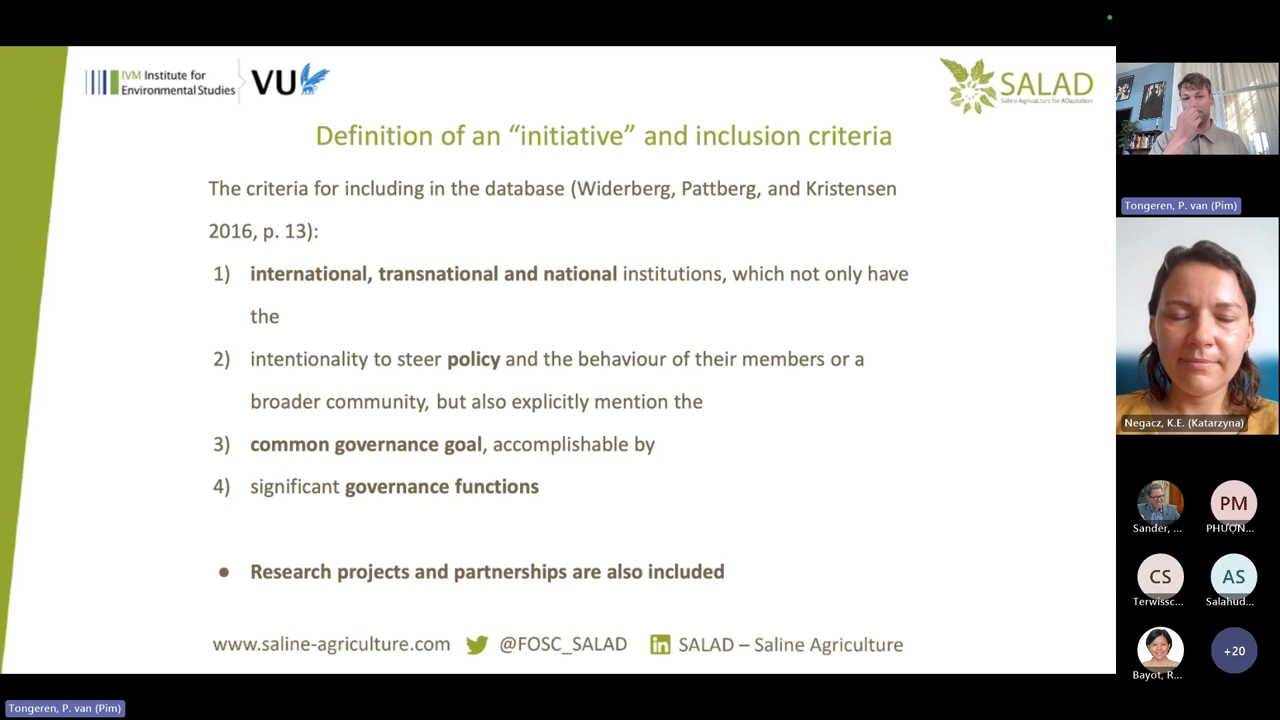 IVM Institute for
Environmental Studies
VU
SALAD
Saline Agriculture for ADaptation
Definition of an “initiative” and inclusion criteria
The criteria for including in the database (Widerberg, Pattberg, and Kristensen
2016, p. 13):
1) international, transnational and national institutions, which not only have
the
2) intentionality to steer policy and the behaviour of their members or a
broader community, but also explicitly mention the
3) common governance goal, accomplishable by
4) significant governance functions
● Research projects and partnerships are also included
www.saline-agriculture.com @FOSC_SALAD in SALAD – Saline Agriculture
Tongeren, P. van (Pim)
Negacz, K.E. (Katarzyna)
PM
Sander, ...
PHƯỢN...
CS
AS
Terwissc...
Salahud...
+20
Bayot, R...
Tongeren, P. van (Pim)